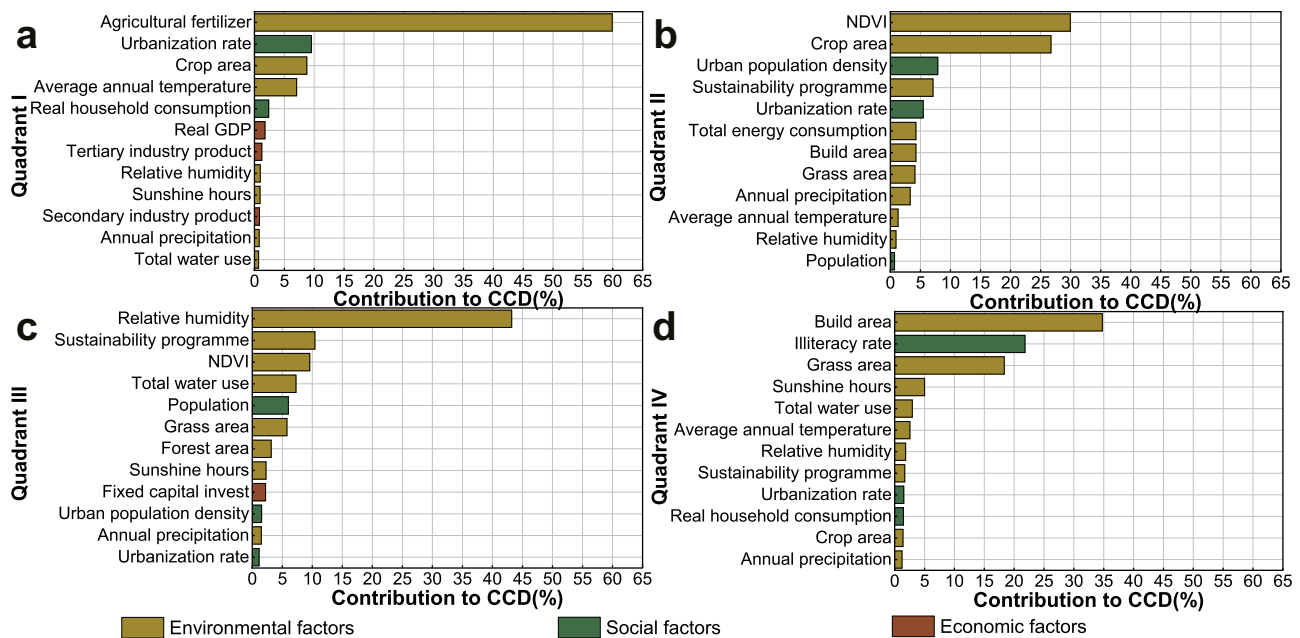 a
Quadrant I
Agricultural fertilizer
Urbanization rate
Crop area
Average annual temperature
Real household consumption
Real GDP
Tertiary industry product
Relative humidity
Sunshine hours
Secondary industry product
Annual precipitation
Total water use
0 5 10 15 20 25 30 35 40 45 50 55 60 65
Contribution to CCD(%)
b
Quadrant II
NDVI
Crop area
Urban population density
Sustainability programme
Urbanization rate
Total energy consumption
Build area
Grass area
Annual precipitation
Average annual temperature
Relative humidity
Population
0 5 10 15 20 25 30 35 40 45 50 55 60 65
Contribution to CCD(%)
c
Quadrant III
Relative humidity
Sustainability programme
NDVI
Total water use
Population
Grass area
Forest area
Sunshine hours
Fixed capital invest
Urban population density
Annual precipitation
Urbanization rate
0 5 10 15 20 25 30 35 40 45 50 55 60 65
Contribution to CCD(%)
d
Quadrant IV
Build area
Illiteracy rate
Grass area
Sunshine hours
Total water use
Average annual temperature
Relative humidity
Sustainability programme
Urbanization rate
Real household consumption
Crop area
Annual precipitation
0 5 10 15 20 25 30 35 40 45 50 55 60 65
Contribution to CCD(%)
Environmental factors
Social factors
Economic factors